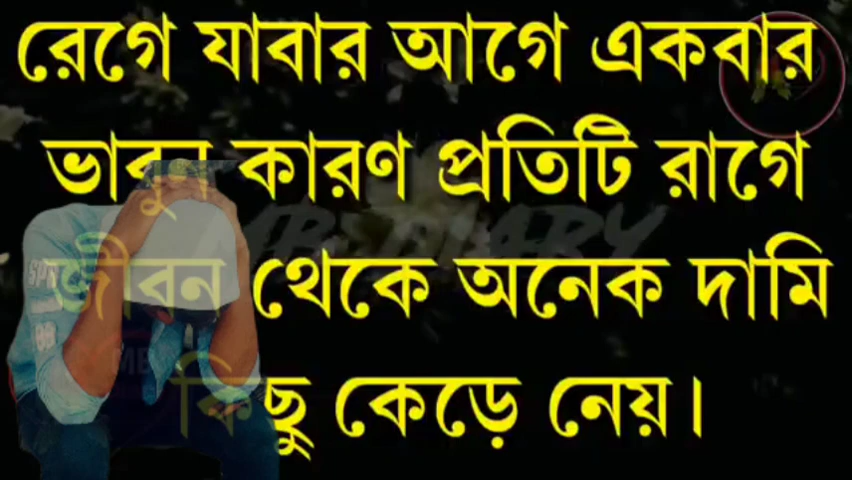 রেগে যাবার আগে একবার
ভাবুন কারণ প্রতিটি রাগে
জীবন থেকে অনেক দামি
কিছু কেড়ে নেয়।